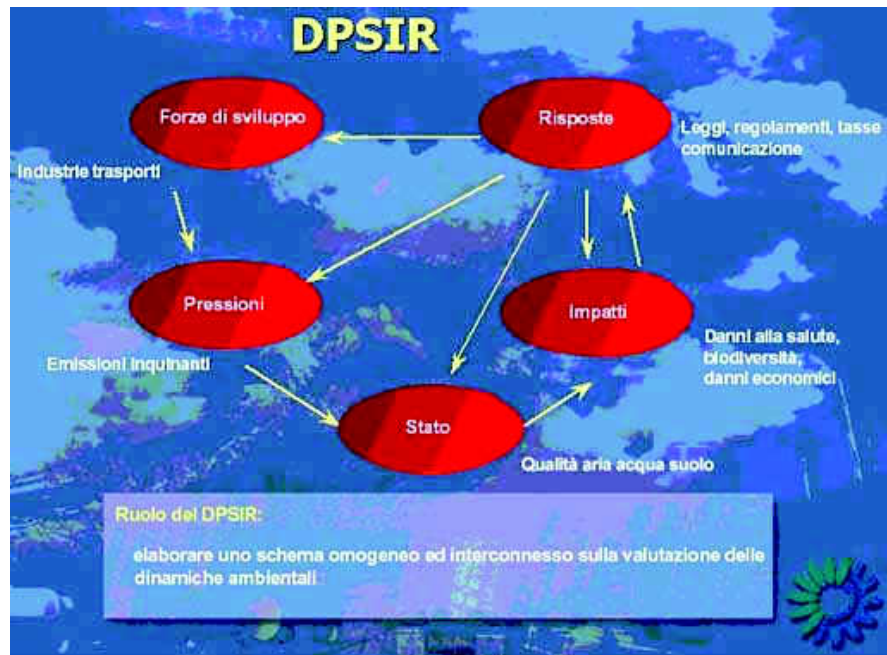 DPSIR
Forze di sviluppo
Risposte
Leggi, regolamenti, tasse
comunicazione
Industrie trasporti
Pressioni
Impatti
Emissioni inquinanti
Danni alla salute,
biodiversità,
danni economici
Stato
Qualità aria acqua suolo
Ruolo del DPSIR:
elaborare uno schema omogeneo ed interconnesso sulla valutazione delle
dinamiche ambientali